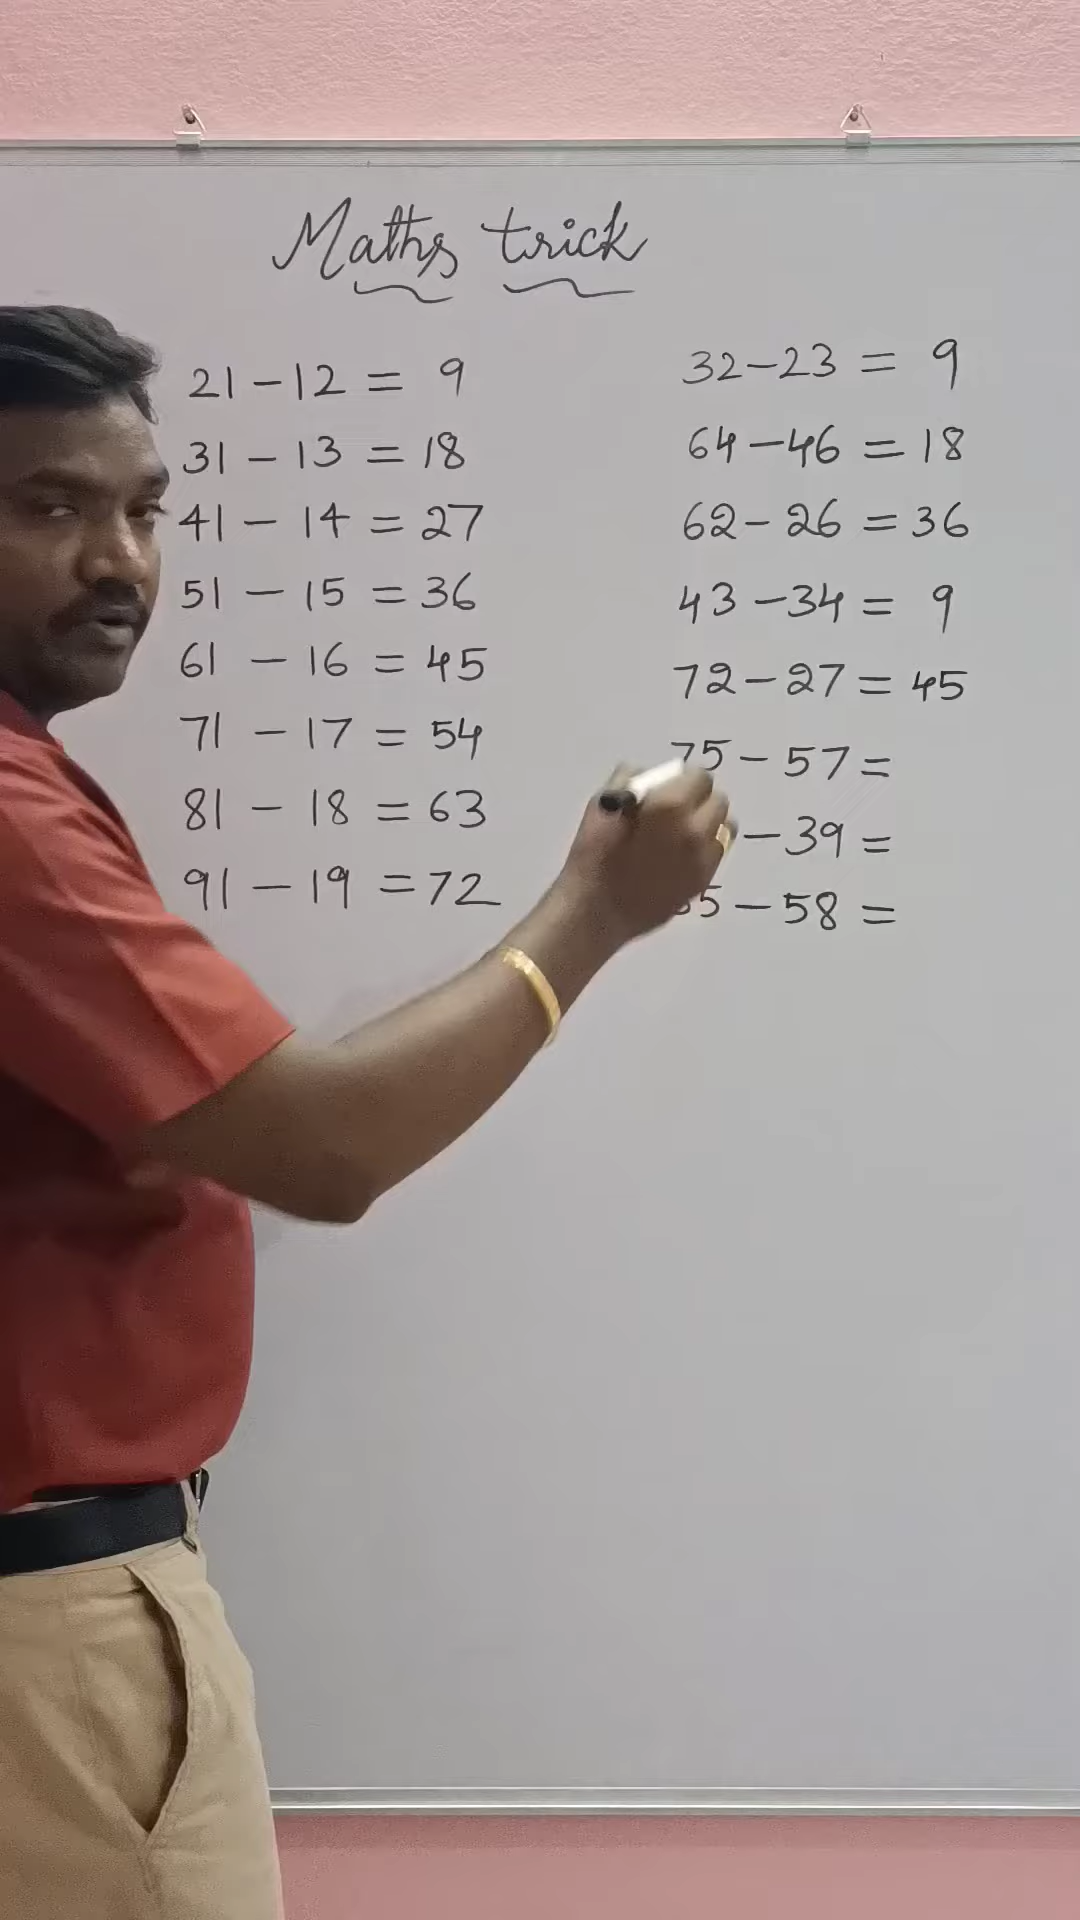 Maths trick
21 - 12 = 9
31 - 13 = 18
41 - 14 = 27
51 - 15 = 36
61 - 16 = 45
71 - 17 = 54
81 - 18 = 63
91 - 19 = 72
32 - 23 = 9
64 - 46 = 18
62 - 26 = 36
43 - 34 = 9
72 - 27 = 45
75 - 57 =
- 39 =
- 58 =